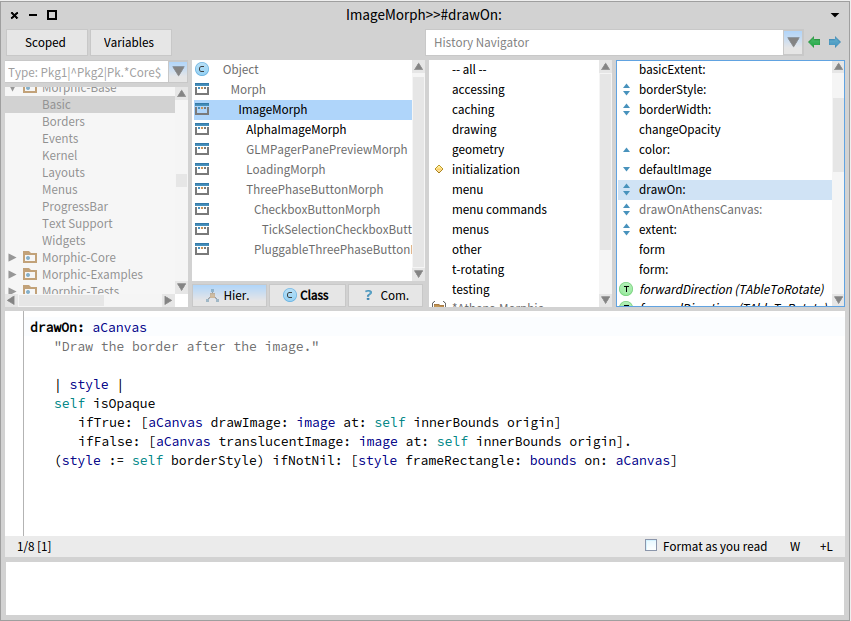 ImageMorph>>#drawOn:
Scoped
Variables
History Navigator
Type: Pkg1|^Pkg2|Pk.*Core$
Morphic-Base
Basic
Borders
Events
Kernel
Layouts
Menus
ProgressBar
Text Support
Widgets
Morphic-Core
Morphic-Examples
Morphic-Tests
C Object
Morph
ImageMorph
AlphaImageMorph
GLMPagerPanePreviewMorph
LoadingMorph
ThreePhaseButtonMorph
CheckboxButtonMorph
TickSelectionCheckboxButt
PluggableThreePhaseButton
Hier.
C Class
? Com.
-- all --
accessing
caching
drawing
geometry
initialization
menu
menu commands
menus
other
t-rotating
testing
*Athens-Morphic
basicExtent:
borderStyle:
borderWidth:
changeOpacity
color:
defaultImage
drawOn:
drawOnAthensCanvas:
extent:
form
form:
T forwardDirection (TAbleToRotate)
drawOn: aCanvas
"Draw the border after the image."
| style |
self isOpaque
ifTrue: [aCanvas drawImage: image at: self innerBounds origin]
ifFalse: [aCanvas translucentImage: image at: self innerBounds origin].
(style := self borderStyle) ifNotNil: [style frameRectangle: bounds on: aCanvas]
1/8 [1]
Format as you read
W
+L